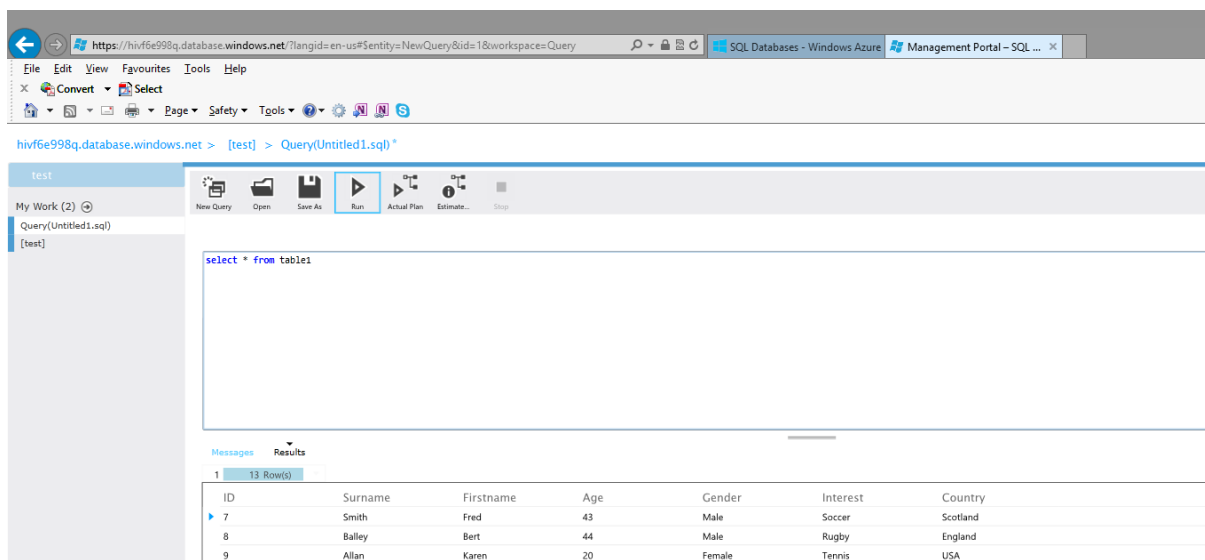 https://hivf6e998q.database.windows.net/?langid=en-us#$entity=NewQuery&id=1&workspace=Query
SQL Databases - Windows Azure
Management Portal – SQL ...
File Edit View Favourites Tools Help
Convert Select
Page Safety Tools
hivf6e998q.database.windows.net > [test] > Query(Untitled1.sql) *
test
My Work (2)
Query(Untitled1.sql)
[test]
New Query Open Save As Run Actual Plan Estimate... Stop
select * from table1
Messages Results
1 13 Row(s)
ID Surname Firstname Age Gender Interest Country
7 Smith Fred 43 Male Soccer Scotland
8 Balley Bert 44 Male Rugby England
9 Allan Karen 20 Female Tennis USA